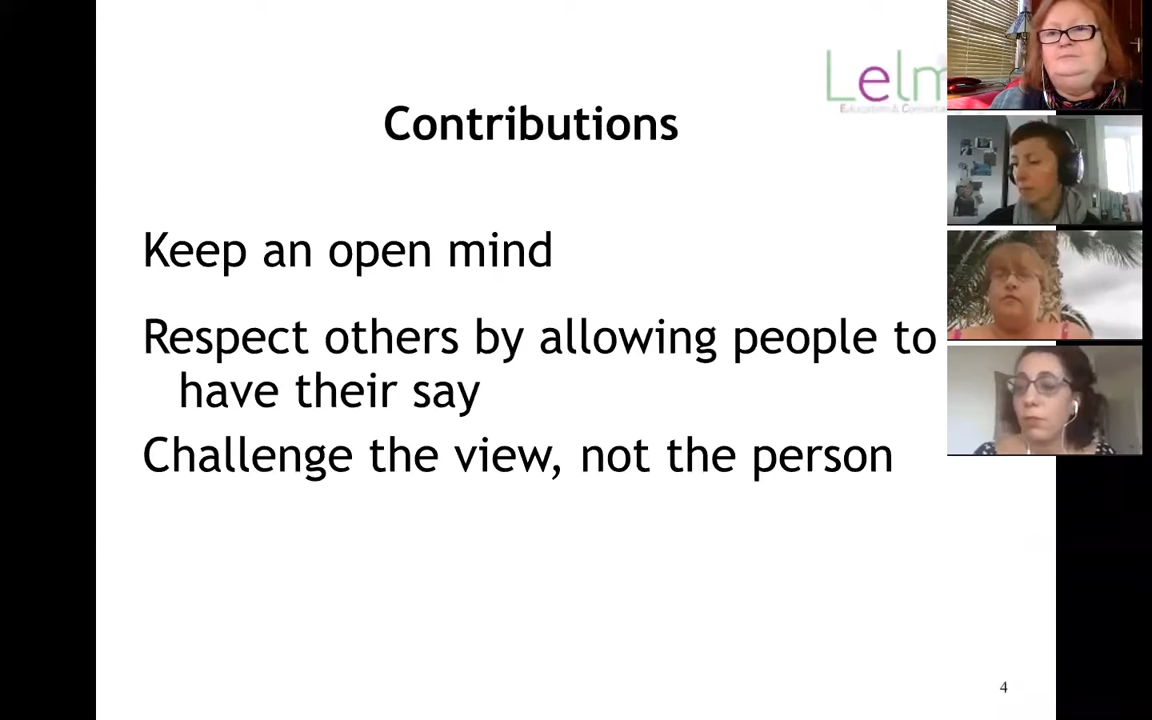 Contributions
Keep an open mind
Respect others by allowing people to
have their say
Challenge the view, not the person
4